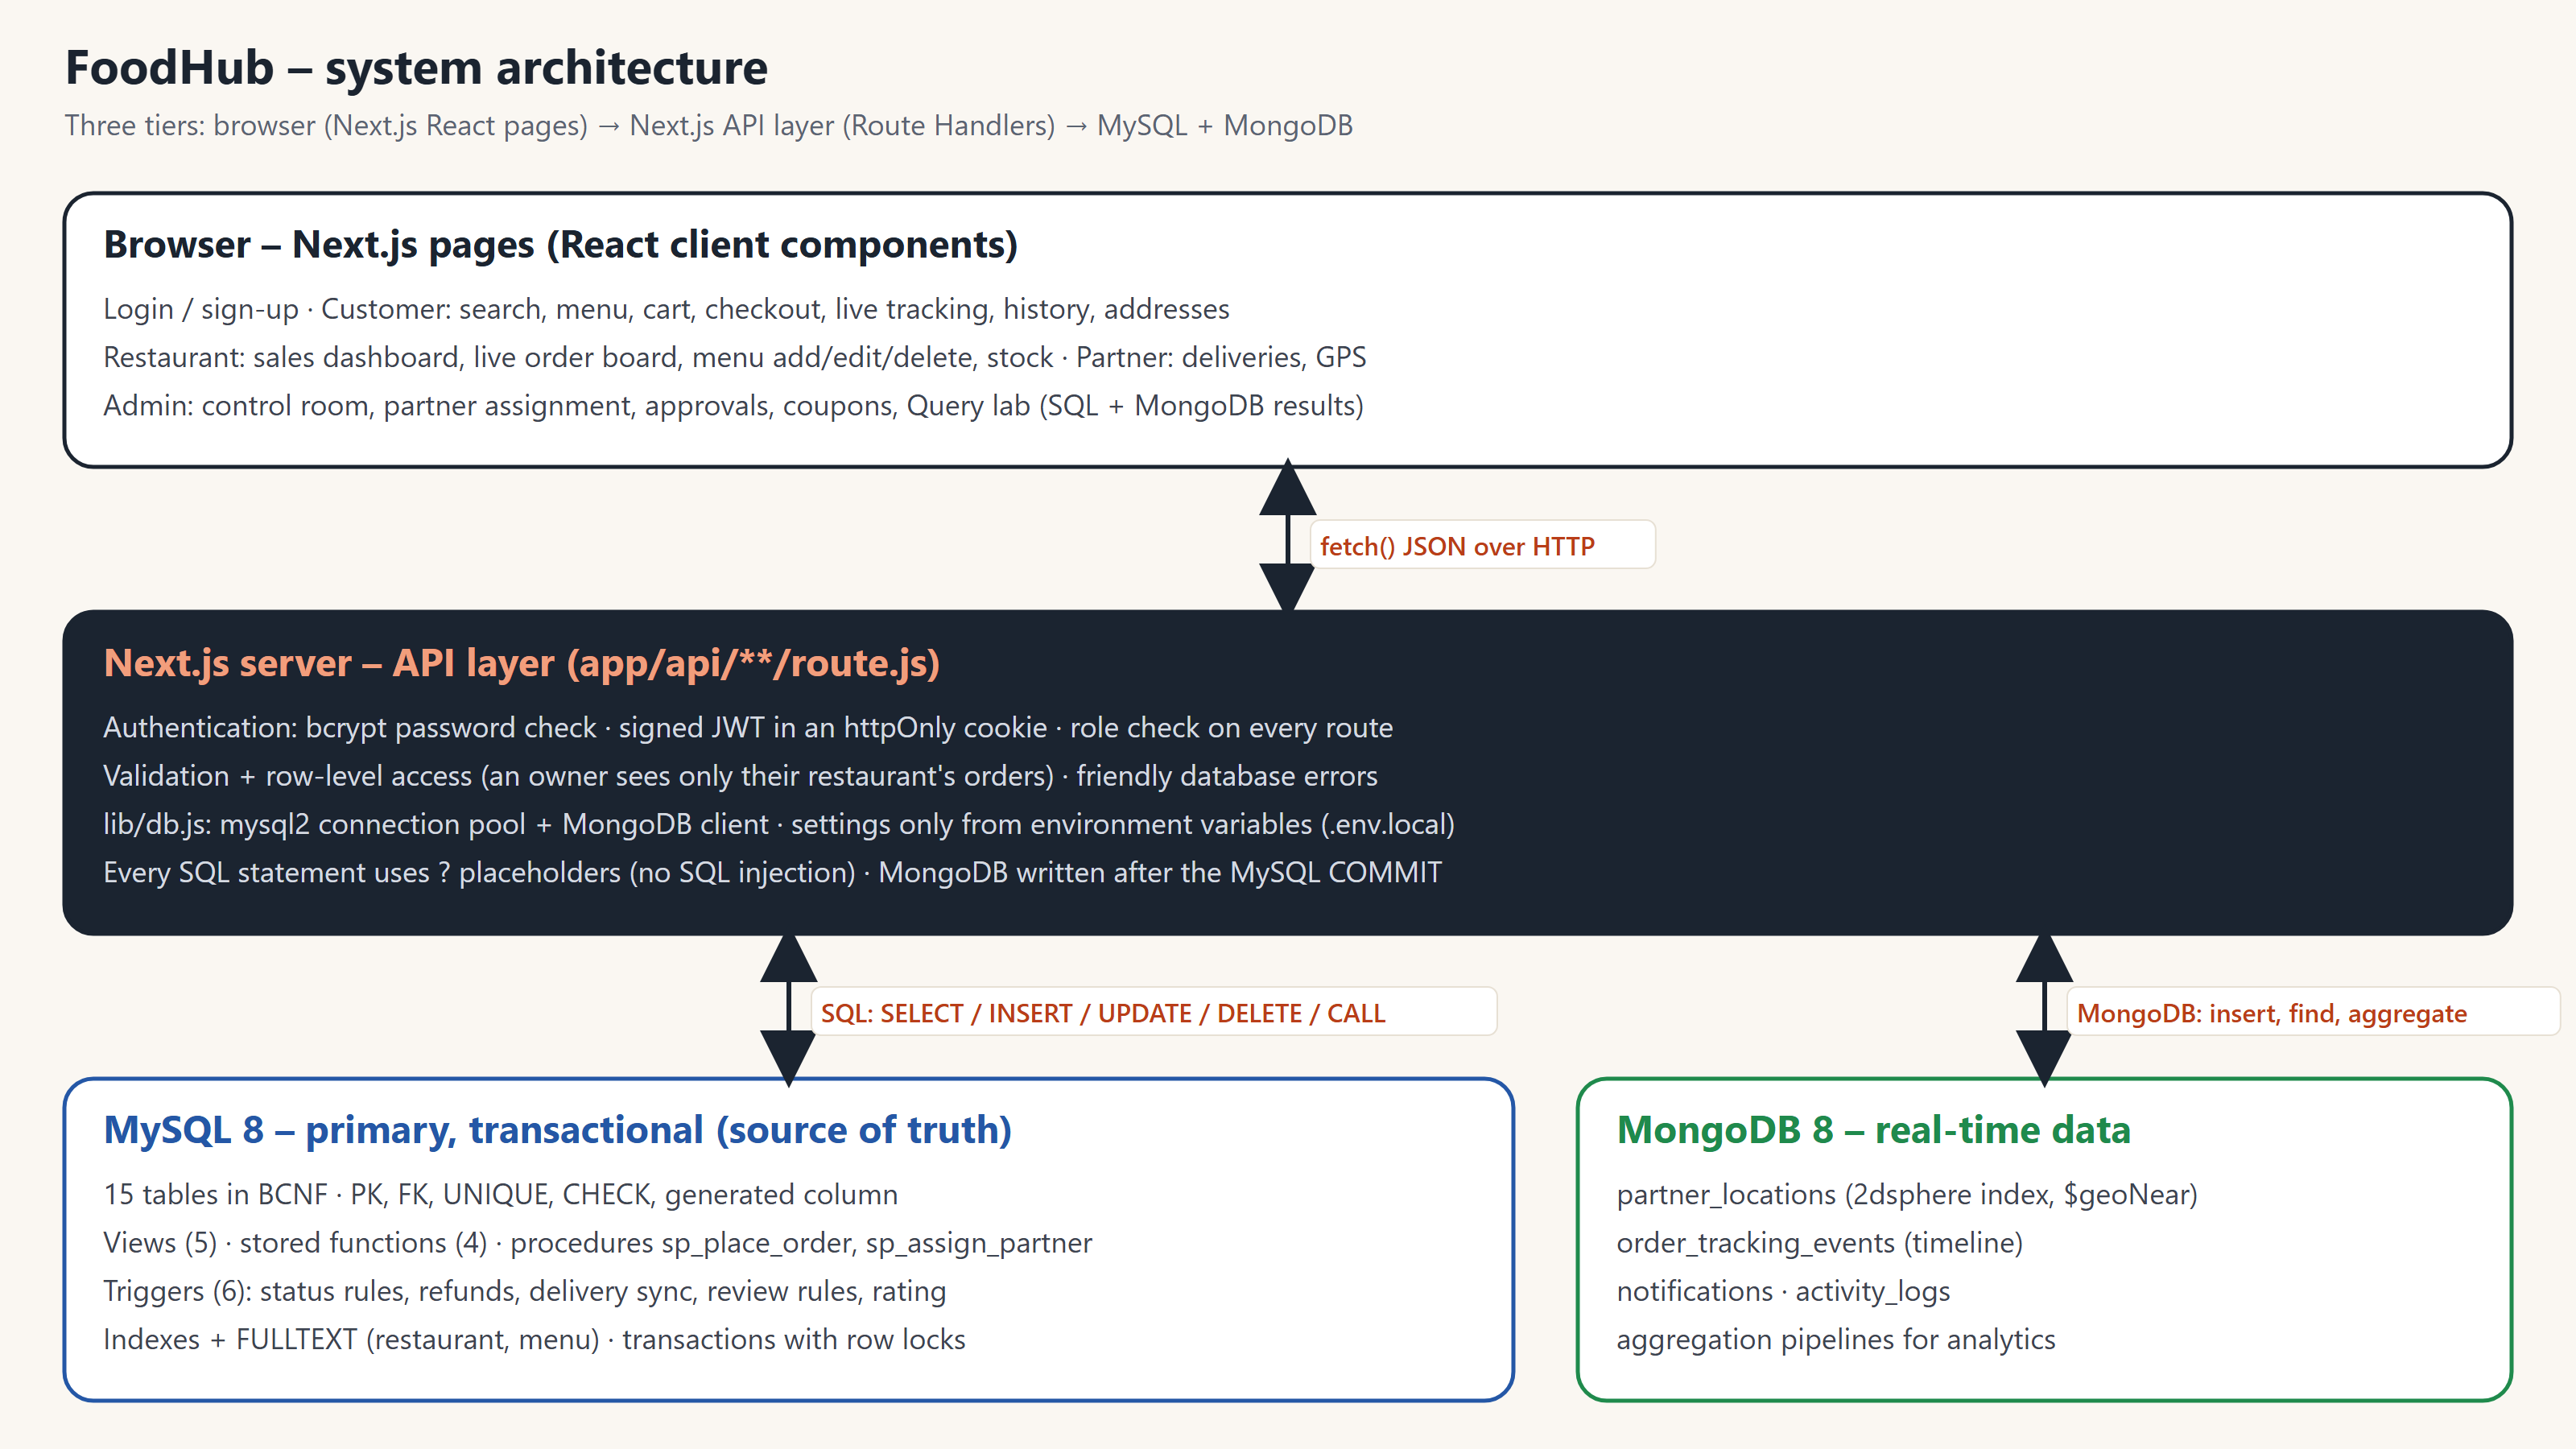 FoodHub – system architecture
Three tiers: browser (Next.js React pages) → Next.js API layer (Route Handlers) → MySQL + MongoDB
Browser – Next.js pages (React client components)
Login / sign-up · Customer: search, menu, cart, checkout, live tracking, history, addresses
Restaurant: sales dashboard, live order board, menu add/edit/delete, stock · Partner: deliveries, GPS
Admin: control room, partner assignment, approvals, coupons, Query lab (SQL + MongoDB results)
fetch() JSON over HTTP
Next.js server – API layer (app/api/**/route.js)
Authentication: bcrypt password check · signed JWT in an httpOnly cookie · role check on every route
Validation + row-level access (an owner sees only their restaurant's orders) · friendly database errors
lib/db.js: mysql2 connection pool + MongoDB client · settings only from environment variables (.env.local)
Every SQL statement uses ? placeholders (no SQL injection) · MongoDB written after the MySQL COMMIT
SQL: SELECT / INSERT / UPDATE / DELETE / CALL
MongoDB: insert, find, aggregate
MySQL 8 – primary, transactional (source of truth)
15 tables in BCNF · PK, FK, UNIQUE, CHECK, generated column
Views (5) · stored functions (4) · procedures sp_place_order, sp_assign_partner
Triggers (6): status rules, refunds, delivery sync, review rules, rating
Indexes + FULLTEXT (restaurant, menu) · transactions with row locks
MongoDB 8 – real-time data
partner_locations (2dsphere index, $geoNear)
order_tracking_events (timeline)
notifications · activity_logs
aggregation pipelines for analytics